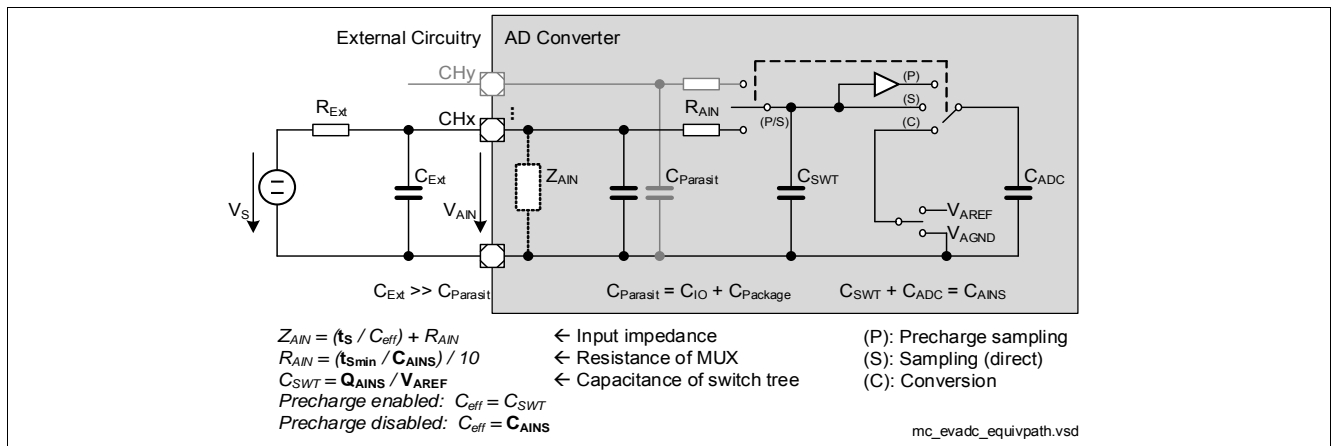 External Circuitry
AD Converter
CHy
(P)
R_Ext
CHx
...
R_AIN
(P/S)
(S)
(C)
V_S
C_Ext
V_AIN
Z_AIN
C_Parasit
C_SWT
C_ADC
V_AREF
V_AGND
C_Ext >> C_Parasit
C_Parasit = C_IO + C_Package
C_SWT + C_ADC = C_AINS
Z_AIN = (t_S / C_eff) + R_AIN ← Input impedance (P): Precharge sampling
R_AIN = (t_Smin / C_AINS) / 10 ← Resistance of MUX (S): Sampling (direct)
C_SWT = Q_AINS / V_AREF ← Capacitance of switch tree (C): Conversion
Precharge enabled: C_eff = C_SWT
Precharge disabled: C_eff = C_AINS
mc_evadc_equivpath.vsd